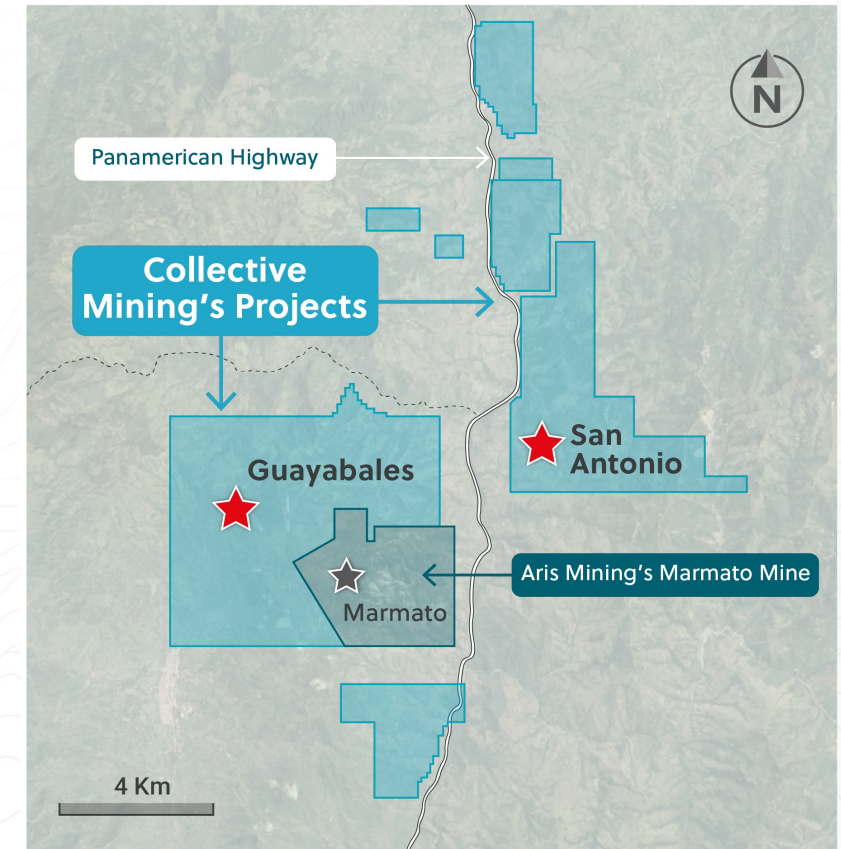 N
Panamerican Highway
Collective
Mining's Projects
San
Antonio
Guayabales
Aris Mining's Marmato Mine
Marmato
4 Km